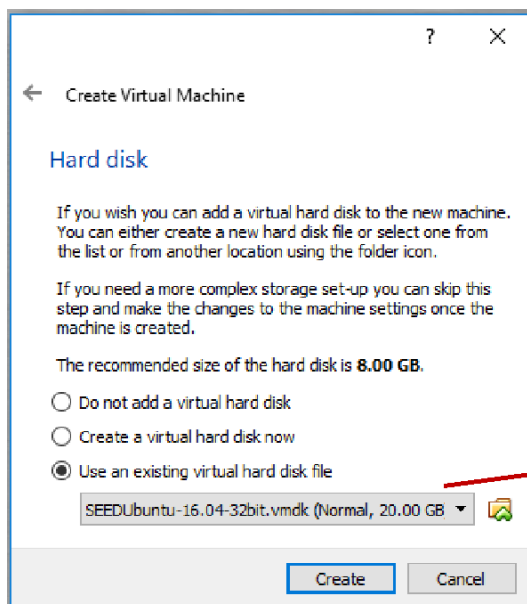 ?
Create Virtual Machine
Hard disk
If you wish you can add a virtual hard disk to the new machine.
You can either create a new hard disk file or select one from
the list or from another location using the folder icon.
If you need a more complex storage set-up you can skip this
step and make the changes to the machine settings once the
machine is created.
The recommended size of the hard disk is 8.00 GB.
Do not add a virtual hard disk
Create a virtual hard disk now
Use an existing virtual hard disk file
SEEDUbuntu-16.04-32bit.vmdk (Normal, 20.00 GB
Create Cancel